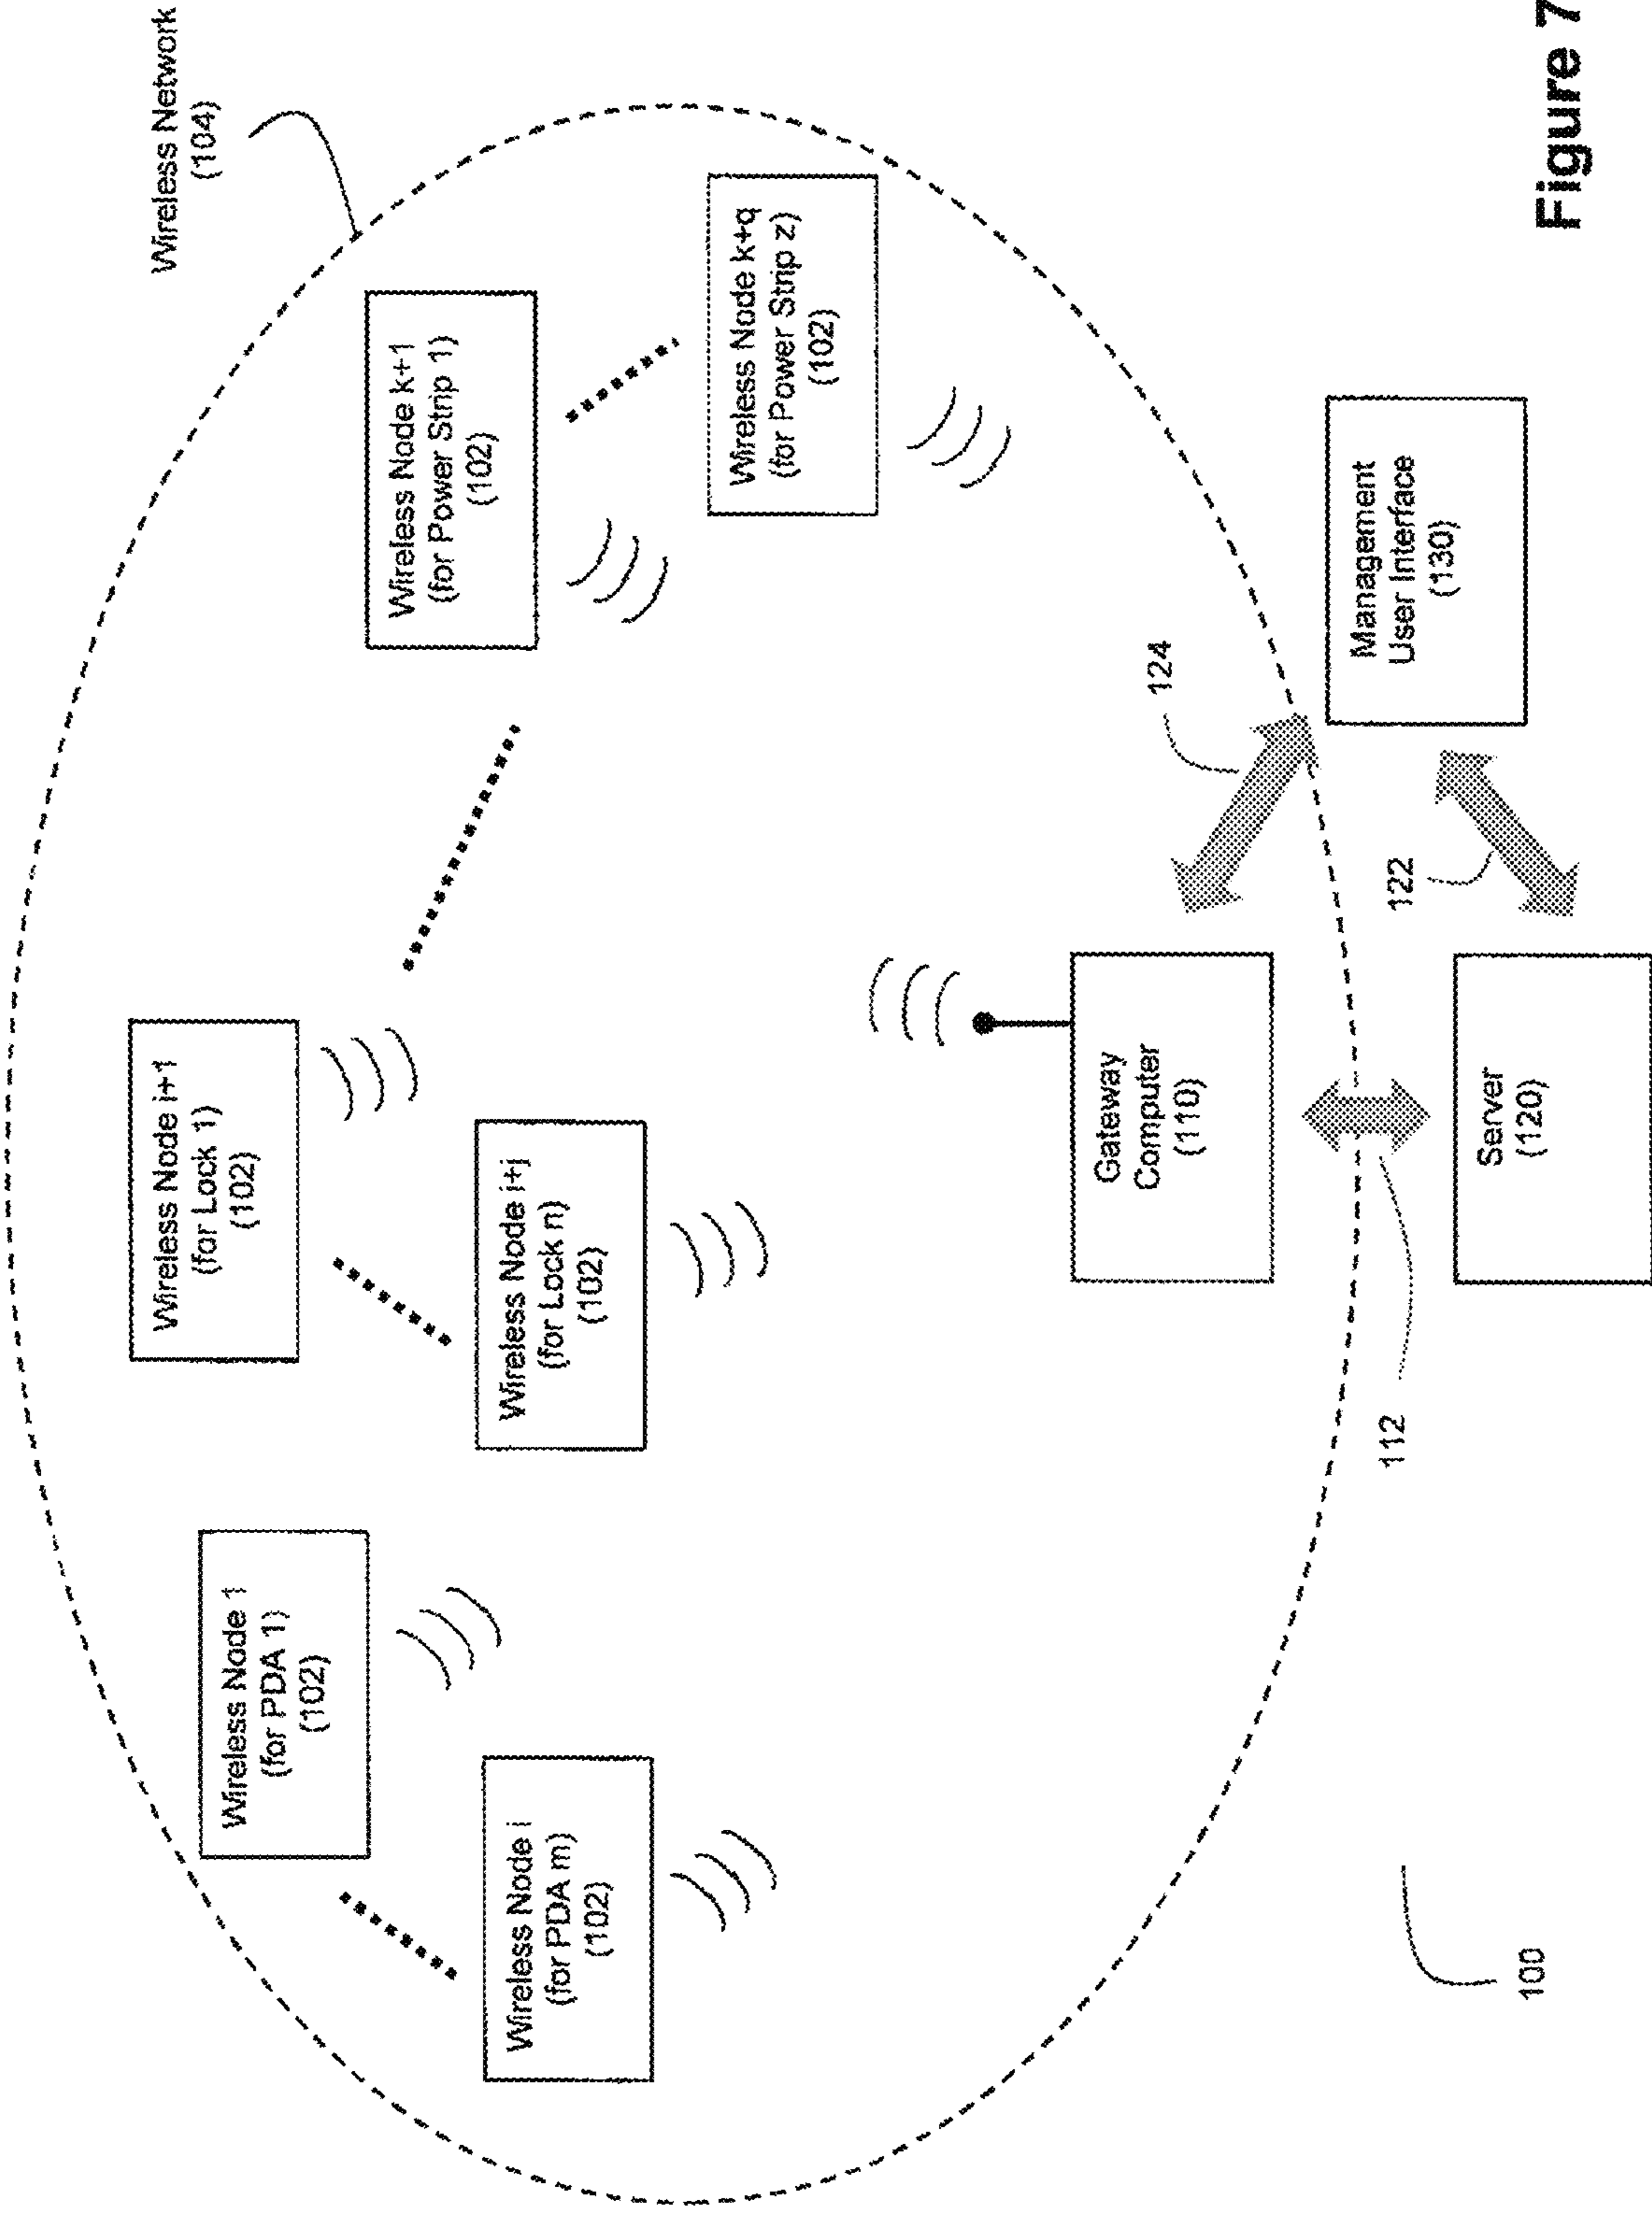 Wireless Network
(104)
Wireless Node i+1
(for Lock 1)
(102)
Wireless Node 1
(for PDA 1)
(102)
Wireless Node k+1
(for Power Strip 1)
(102)
Wireless Node i+j
(for Lock n)
(102)
Wireless Node i
(for PDA m)
(102)
Wireless Node k+q
(for Power Strip z)
(102)
Gateway
Computer
(110)
124
Management
User Interface
(130)
122
112
Server
(120)
100
Figure 7